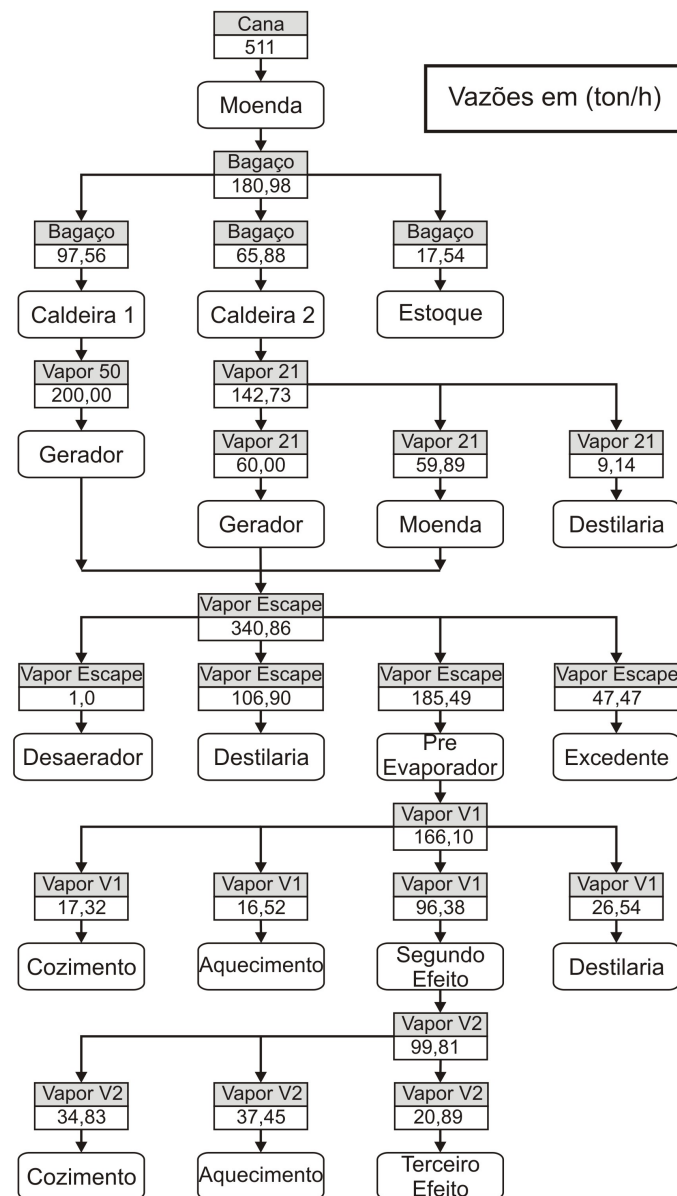 Cana
511
Vazões em (ton/h)
Moenda
Bagaço
180,98
Bagaço
97,56
Bagaço
65,88
Bagaço
17,54
Caldeira 1
Caldeira 2
Estoque
Vapor 50
200,00
Vapor 21
142,73
Gerador
Vapor 21
60,00
Vapor 21
59,89
Vapor 21
9,14
Gerador
Moenda
Destilaria
Vapor Escape
340,86
Vapor Escape
1,0
Vapor Escape
106,90
Vapor Escape
185,49
Vapor Escape
47,47
Desaerador
Destilaria
Pre
Evaporador
Excedente
Vapor V1
166,10
Vapor V1
17,32
Vapor V1
16,52
Vapor V1
96,38
Vapor V1
26,54
Cozimento
Aquecimento
Segundo
Efeito
Destilaria
Vapor V2
99,81
Vapor V2
34,83
Vapor V2
37,45
Vapor V2
20,89
Cozimento
Aquecimento
Terceiro
Efeito